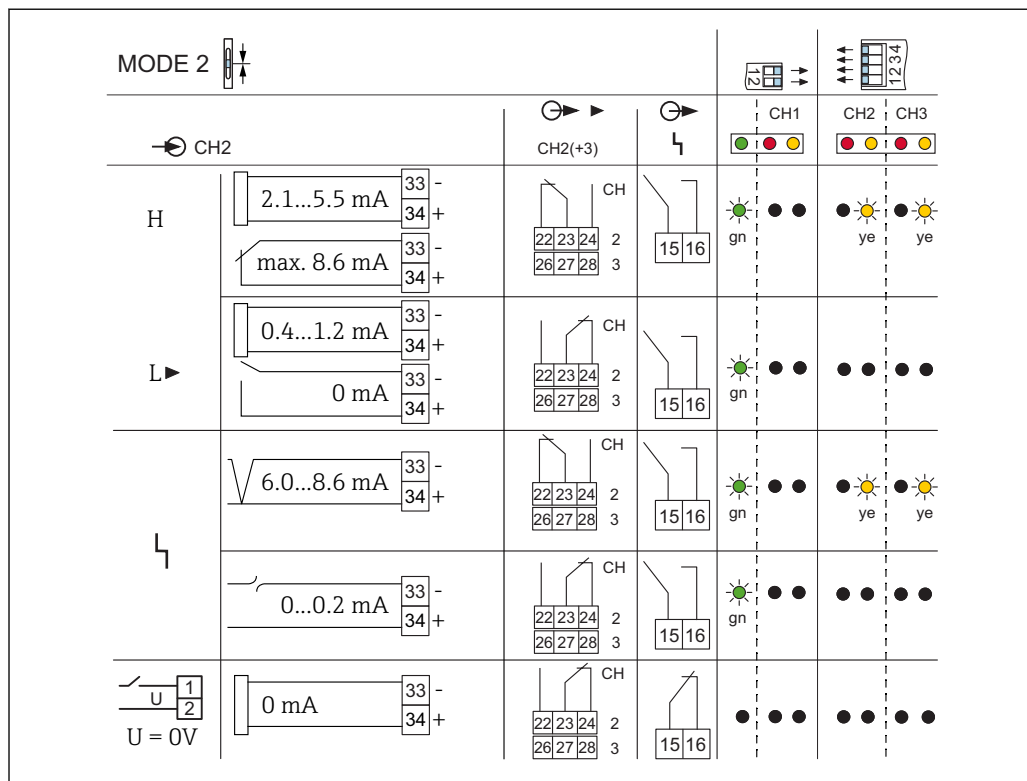 MODE 2
12
1234
CH1
CH2
CH3
CH2
CH2(+3)
H
2.1...5.5 mA
33 -
34 +
CH
22 23 24 2
26 27 28 3
15 16
gn
ye
ye
max. 8.6 mA
33 -
34 +
L
0.4...1.2 mA
33 -
34 +
CH
22 23 24 2
26 27 28 3
15 16
gn
0 mA
33 -
34 +
6.0...8.6 mA
33 -
34 +
CH
22 23 24 2
26 27 28 3
15 16
gn
ye
ye
0...0.2 mA
33 -
34 +
CH
22 23 24 2
26 27 28 3
15 16
gn
U
1
2
U = 0V
0 mA
33 -
34 +
CH
22 23 24 2
26 27 28 3
15 16